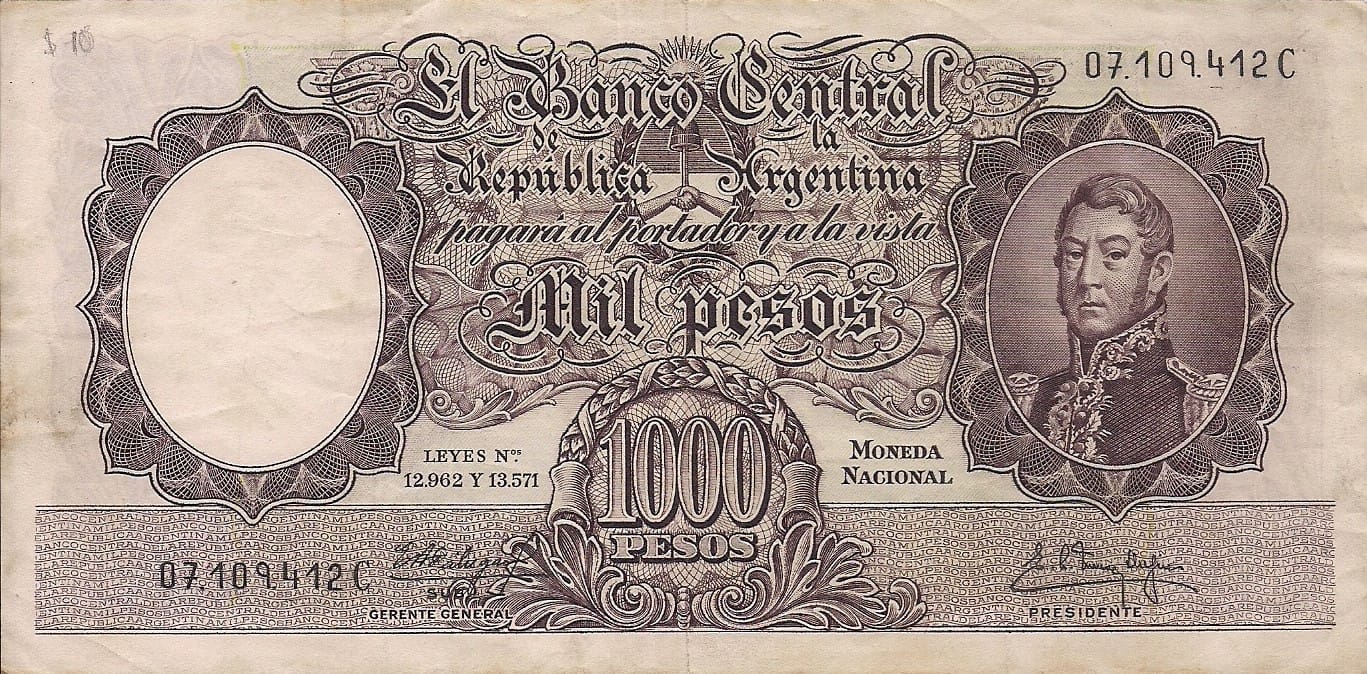 $ 10
07.109.412 C
El Banco Central
de la
República Argentina
pagará al portador y a la vista
Mil pesos
LEYES Nos
12.962 Y 13.571
1000
PESOS
MONEDA
NACIONAL
07.109.412 C
SUB
GERENTE GENERAL
PRESIDENTE